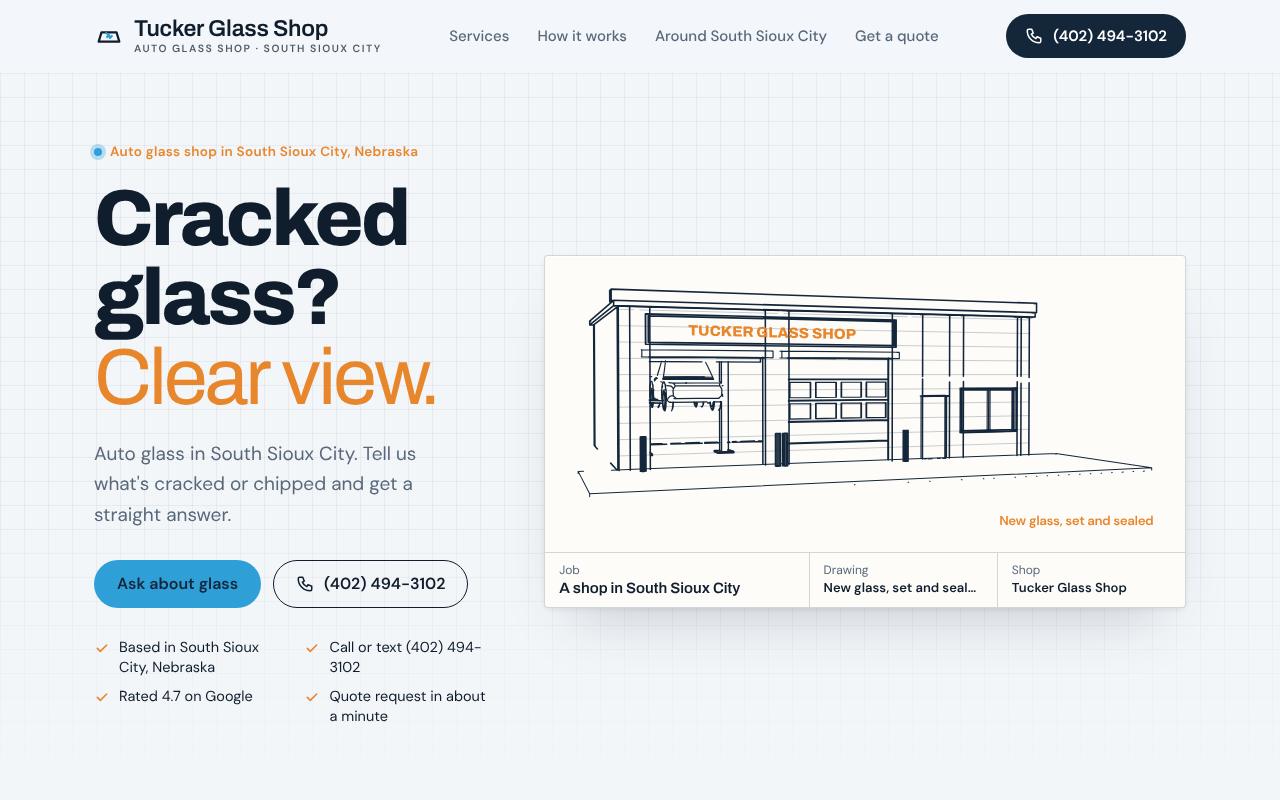 Tucker Glass Shop
AUTO GLASS SHOP · SOUTH SIOUX CITY
Services
How it works
Around South Sioux City
Get a quote
(402) 494-3102
Auto glass shop in South Sioux City, Nebraska
Cracked
glass?
Clear view.
Auto glass in South Sioux City. Tell us
what's cracked or chipped and get a
straight answer.
Ask about glass
(402) 494-3102
Based in South Sioux
City, Nebraska
Call or text (402) 494-
3102
Rated 4.7 on Google
Quote request in about
a minute
TUCKER GLASS SHOP
New glass, set and sealed
Job
A shop in South Sioux City
Drawing
New glass, set and seal...
Shop
Tucker Glass Shop